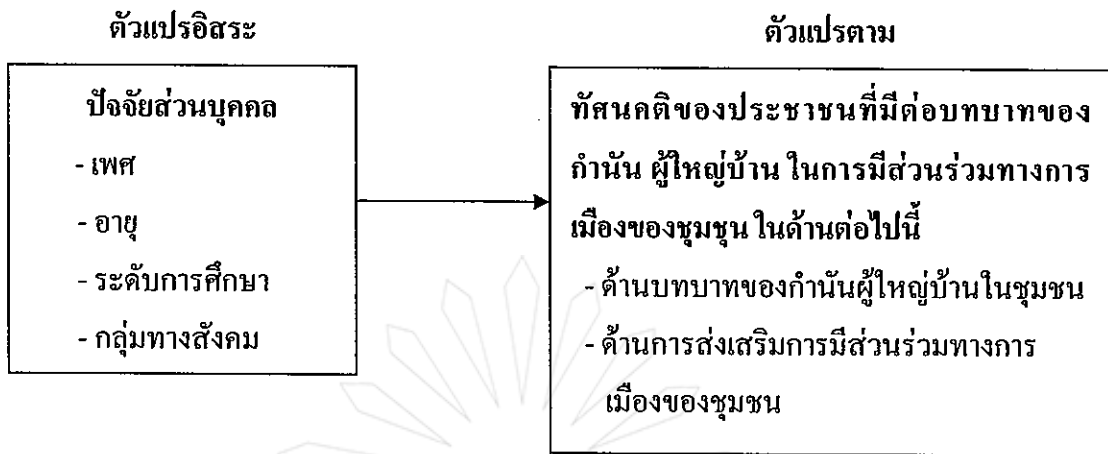 ตัวแปรอิสระ
ปัจจัยส่วนบุคคล
- เพศ
- อายุ
- ระดับการศึกษา
- กลุ่มทางสังคม
ตัวแปรตาม
ทัศนคติของประชาชนที่มีต่อบทบาทของ
กำนัน ผู้ใหญ่บ้าน ในการมีส่วนร่วมทางการ
เมืองของชุมชุน ในด้านต่อไปนี้
- ด้านบทบาทของกำนันผู้ใหญ่บ้านในชุมชน
- ด้านการส่งเสริมการมีส่วนร่วมทางการ
เมืองของชุมชน